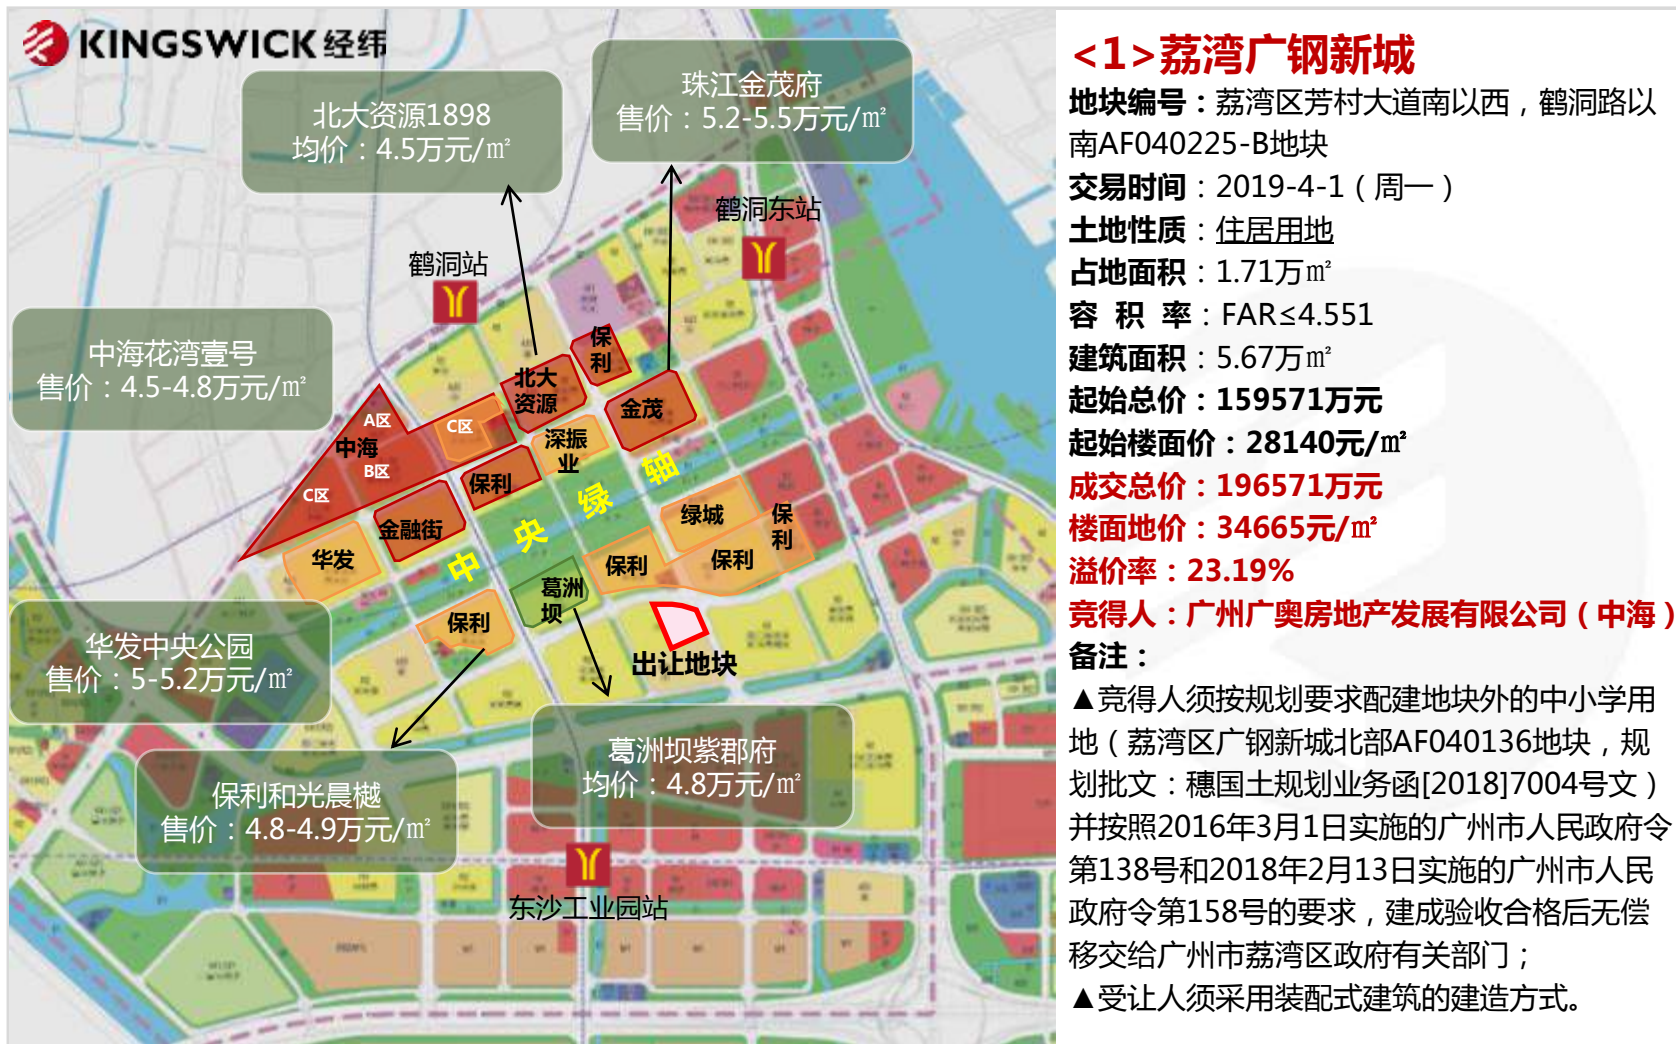 KINGSWICK 经纬
北大资源1898
均价：4.5万元/㎡
珠江金茂府
售价：5.2-5.5万元/㎡
鹤洞东站
鹤洞站
中海花湾壹号
售价：4.5-4.8万元/㎡
保利
北大资源
金茂
A区
中海
B区
C区
C区
深振业
保利
金融街
华发
中央绿轴
绿城
保利
保利
保利
葛洲坝
保利
出让地块
华发中央公园
售价：5-5.2万元/㎡
葛洲坝紫郡府
均价：4.8万元/㎡
保利和光晨樾
售价：4.8-4.9万元/㎡
东沙工业园站
<1>荔湾广钢新城
地块编号：荔湾区芳村大道南以西，鹤洞路以
南AF040225-B地块
交易时间：2019-4-1（周一）
土地性质：住居用地
占地面积：1.71万㎡
容 积 率：FAR≤4.551
建筑面积：5.67万㎡
起始总价：159571万元
起始楼面价：28140元/㎡
成交总价：196571万元
楼面地价：34665元/㎡
溢价率：23.19%
竞得人：广州广奥房地产发展有限公司（中海）
备注：
▲竞得人须按规划要求配建地块外的中小学用
地（荔湾区广钢新城北部AF040136地块，规
划批文：穗国土规划业务函[2018]7004号文）
并按照2016年3月1日实施的广州市人民政府令
第138号和2018年2月13日实施的广州市人民
政府令第158号的要求，建成验收合格后无偿
移交给广州市荔湾区政府有关部门；
▲受让人须采用装配式建筑的建造方式。